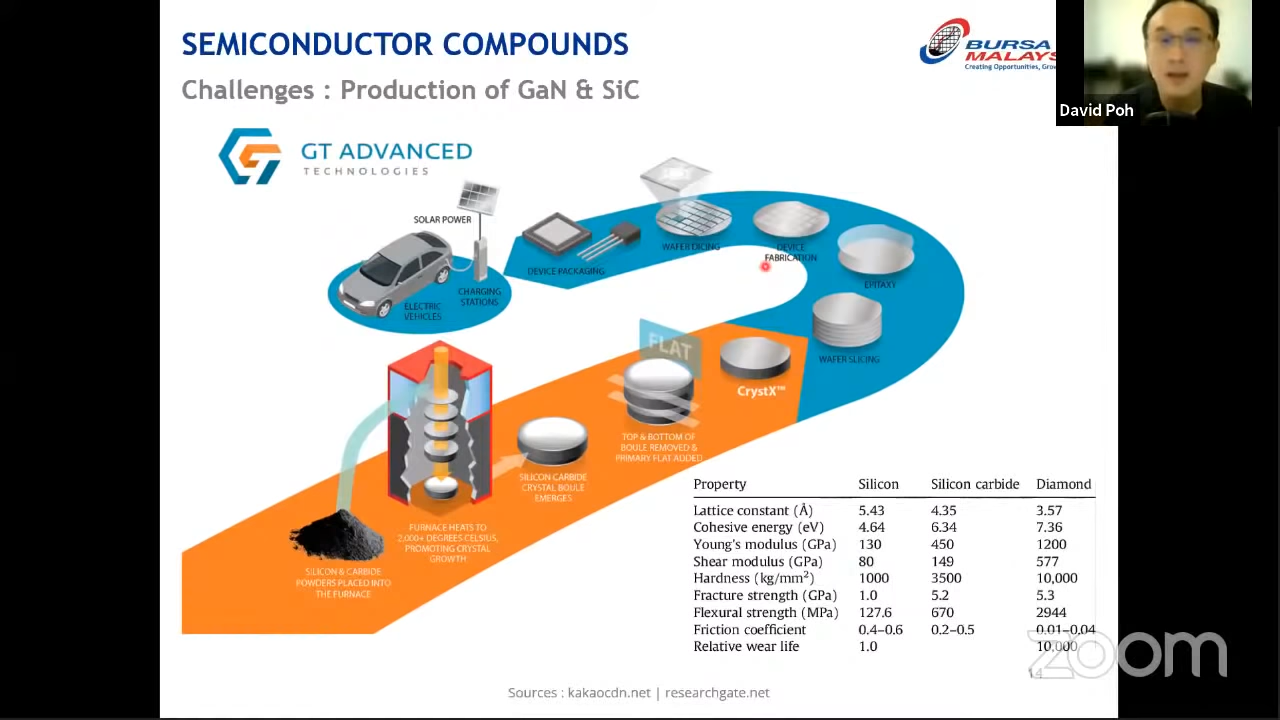 SEMICONDUCTOR COMPOUNDS
Challenges : Production of GaN & SiC
BURSA
MALAYS
Creating Opportunities, Grow
David Poh
GT ADVANCED
TECHNOLOGIES
SOLAR POWER
CHARGING
STATIONS
ELECTRIC
VEHICLES
DEVICE PACKAGING
WAFER DICING
DEVICE
FABRICATION
EPITAXY
WAFER SLICING
FLAT
CrystX™
TOP & BOTTOM OF
BOULE REMOVED &
PRIMARY FLAT ADDED
SILICON CARBIDE
CRYSTAL BOULE
EMERGES
FURNACE HEATS TO
2,000+ DEGREES CELSIUS,
PROMOTING CRYSTAL
GROWTH
SILICON & CARBIDE
POWDERS PLACED INTO
THE FURNACE
Property Silicon Silicon carbide Diamond
Lattice constant (Å) 5.43 4.35 3.57
Cohesive energy (eV) 4.64 6.34 7.36
Young's modulus (GPa) 130 450 1200
Shear modulus (GPa) 80 149 577
Hardness (kg/mm²) 1000 3500 10,000
Fracture strength (GPa) 1.0 5.2 5.3
Flexural strength (MPa) 127.6 670 2944
Friction coefficient 0.4–0.6 0.2–0.5 0.01–0.04
Relative wear life 1.0 10,000
zoom
14
Sources : kakaocdn.net | researchgate.net